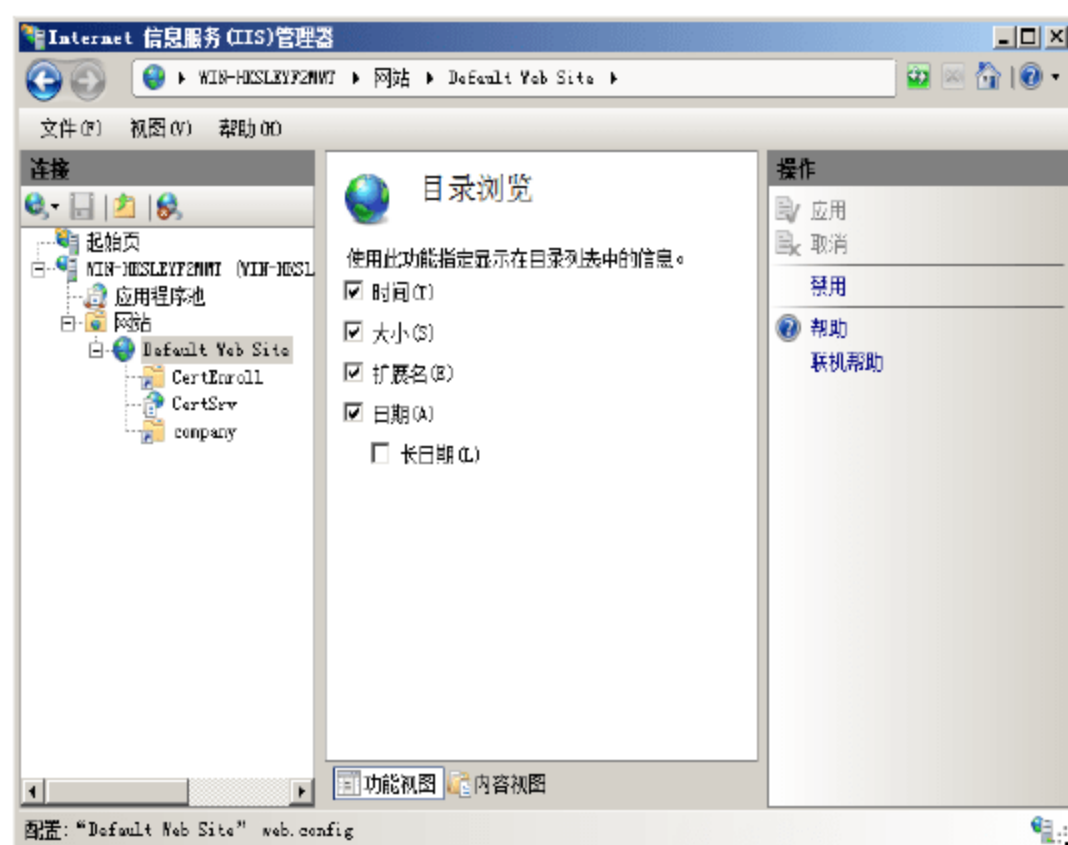 Internet 信息服务(IIS)管理器
WIN-HKSLEYF2MWT ▸ 网站 ▸ Default Web Site ▸
文件(F) 视图(V) 帮助(H)
连接
起始页
应用程序池
网站
Default Web Site
CertEnroll
CertSrv
company
目录浏览
使用此功能指定显示在目录列表中的信息。
时间(T)
大小(S)
扩展名(E)
日期(A)
长日期(L)
功能视图 内容视图
操作
应用
取消
禁用
帮助
联机帮助
配置:“Default Web Site” web.config